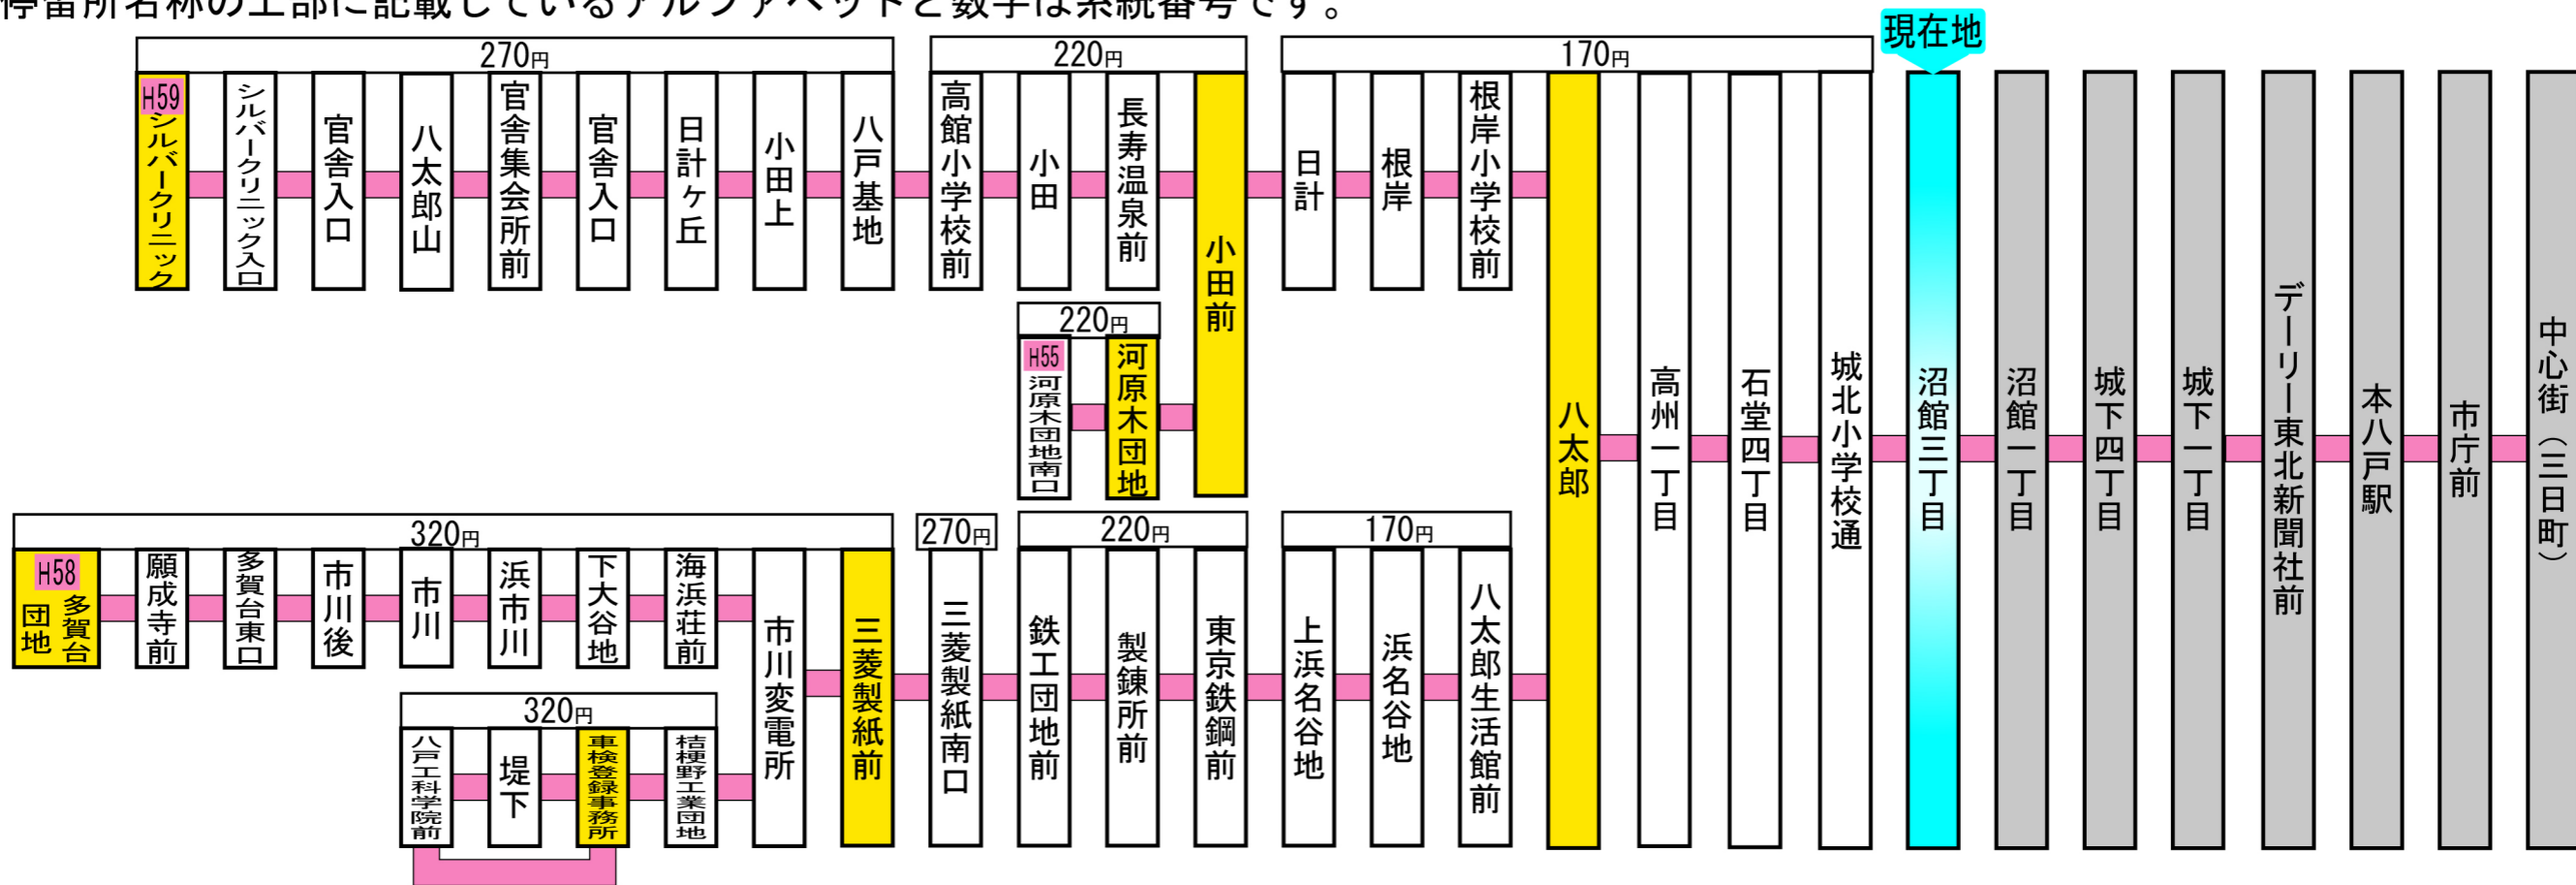 停留所名称の上部に記載しているアルファベットと数字は系統番号です。
現在地
270円
220円
170円
H59
シルバークリニック
シルバークリニック入口
官舎入口
八太郎山
官舎集会所前
官舎入口
日計ヶ丘
小田上
八戸基地
高館小学校前
小田
長寿温泉前
小田前
日計
根岸
根岸小学校前
八太郎
高州一丁目
石堂四丁目
城北小学校通
沼館三丁目
沼館一丁目
城下四丁目
城下一丁目
デーリー東北新聞社前
本八戸駅
市庁前
中心街（三日町）
220円
H55
河原木団地南口
河原木団地
320円
270円
220円
170円
H58
多賀台
団地
願成寺前
多賀台東口
市川後
市川
浜市川
下大谷地
海浜荘前
市川変電所
三菱製紙前
三菱製紙南口
鉄工団地前
製錬所前
東京鉄鋼前
上浜名谷地
浜名谷地
八太郎生活館前
320円
八戸工科学院前
堤下
車検登録事務所
桔梗野工業団地